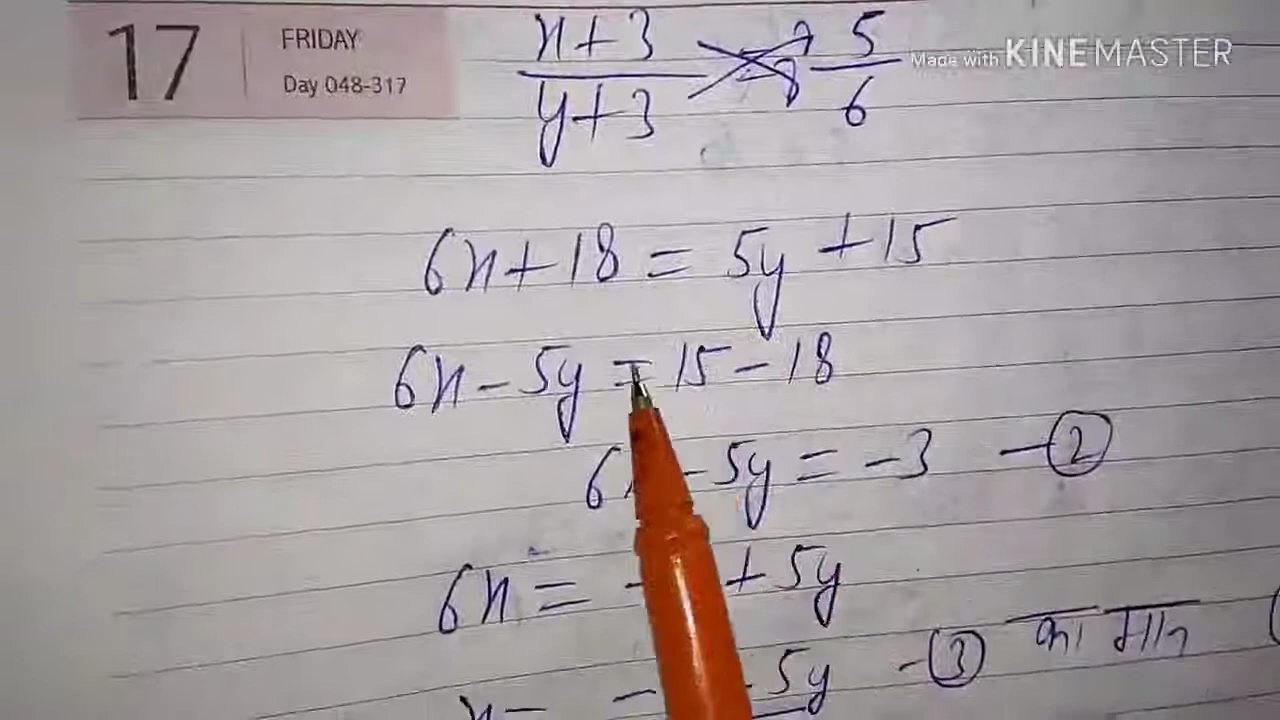 17 FRIDAY
Day 048-317
Made with KINEMASTER
x+3 / y+3 = 5 / 6
6x+18 = 5y+15
6x-5y = 15-18
6x-5y = -3 -②
6x = - +5y
x = - 5y -③ का मान